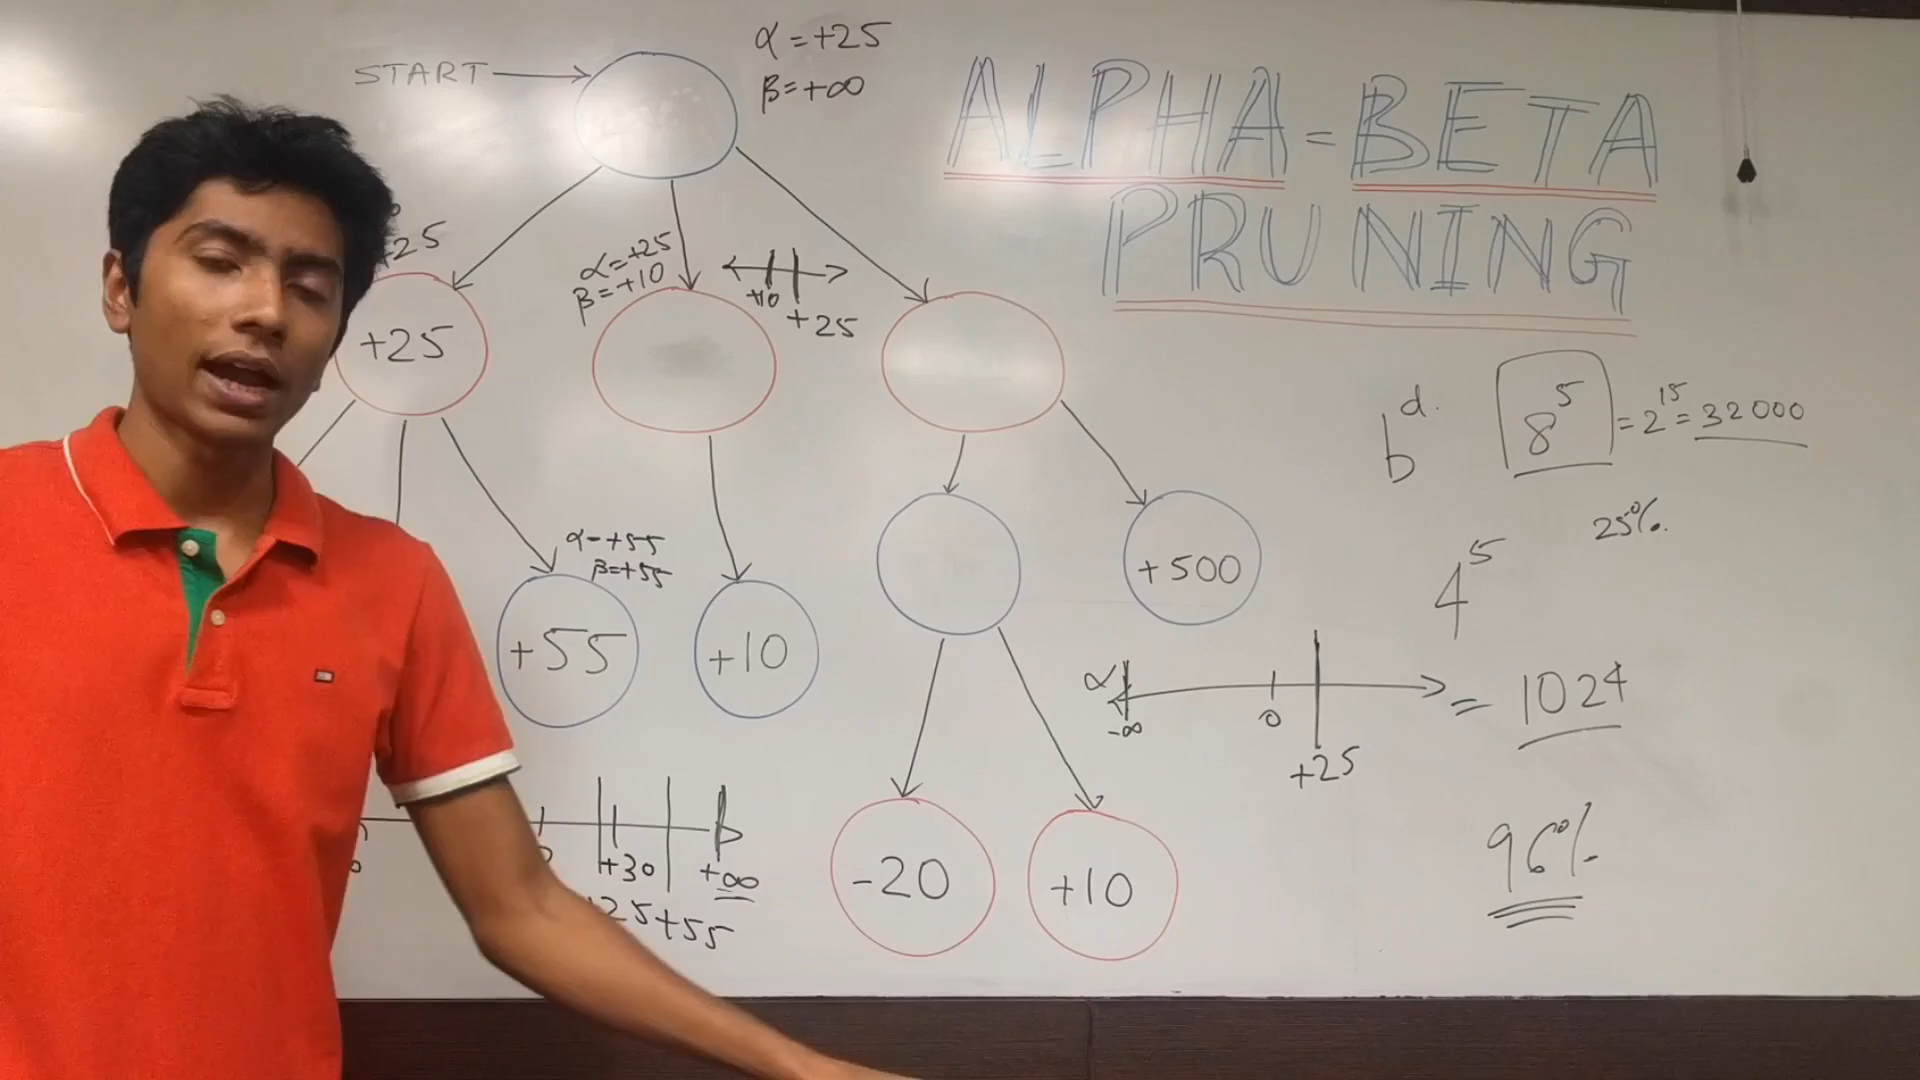 α = +25
START
β = +∞
ALPHA = BETA
PRUNING
+25
α = +25
β = +10
+10
+25
+25
b^d.
8^5 = 2^15 = 32000
25%.
α = +55
β = +55
+500
4^5
+55
+10
α
-∞
0
+25
= 1024
+30
+∞
+25 +55
-20
+10
96%